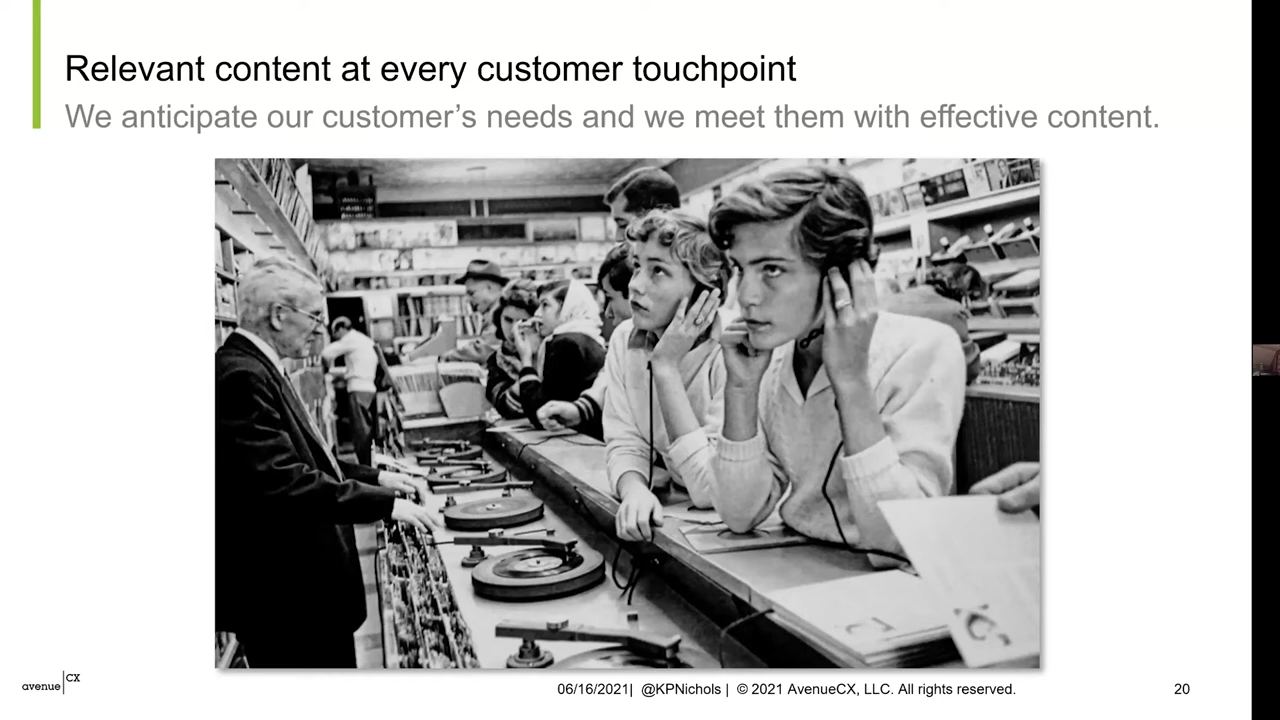 Relevant content at every customer touchpoint
We anticipate our customer’s needs and we meet them with effective content.
avenue CX
06/16/2021| @KPNichols | © 2021 AvenueCX, LLC. All rights reserved.
20